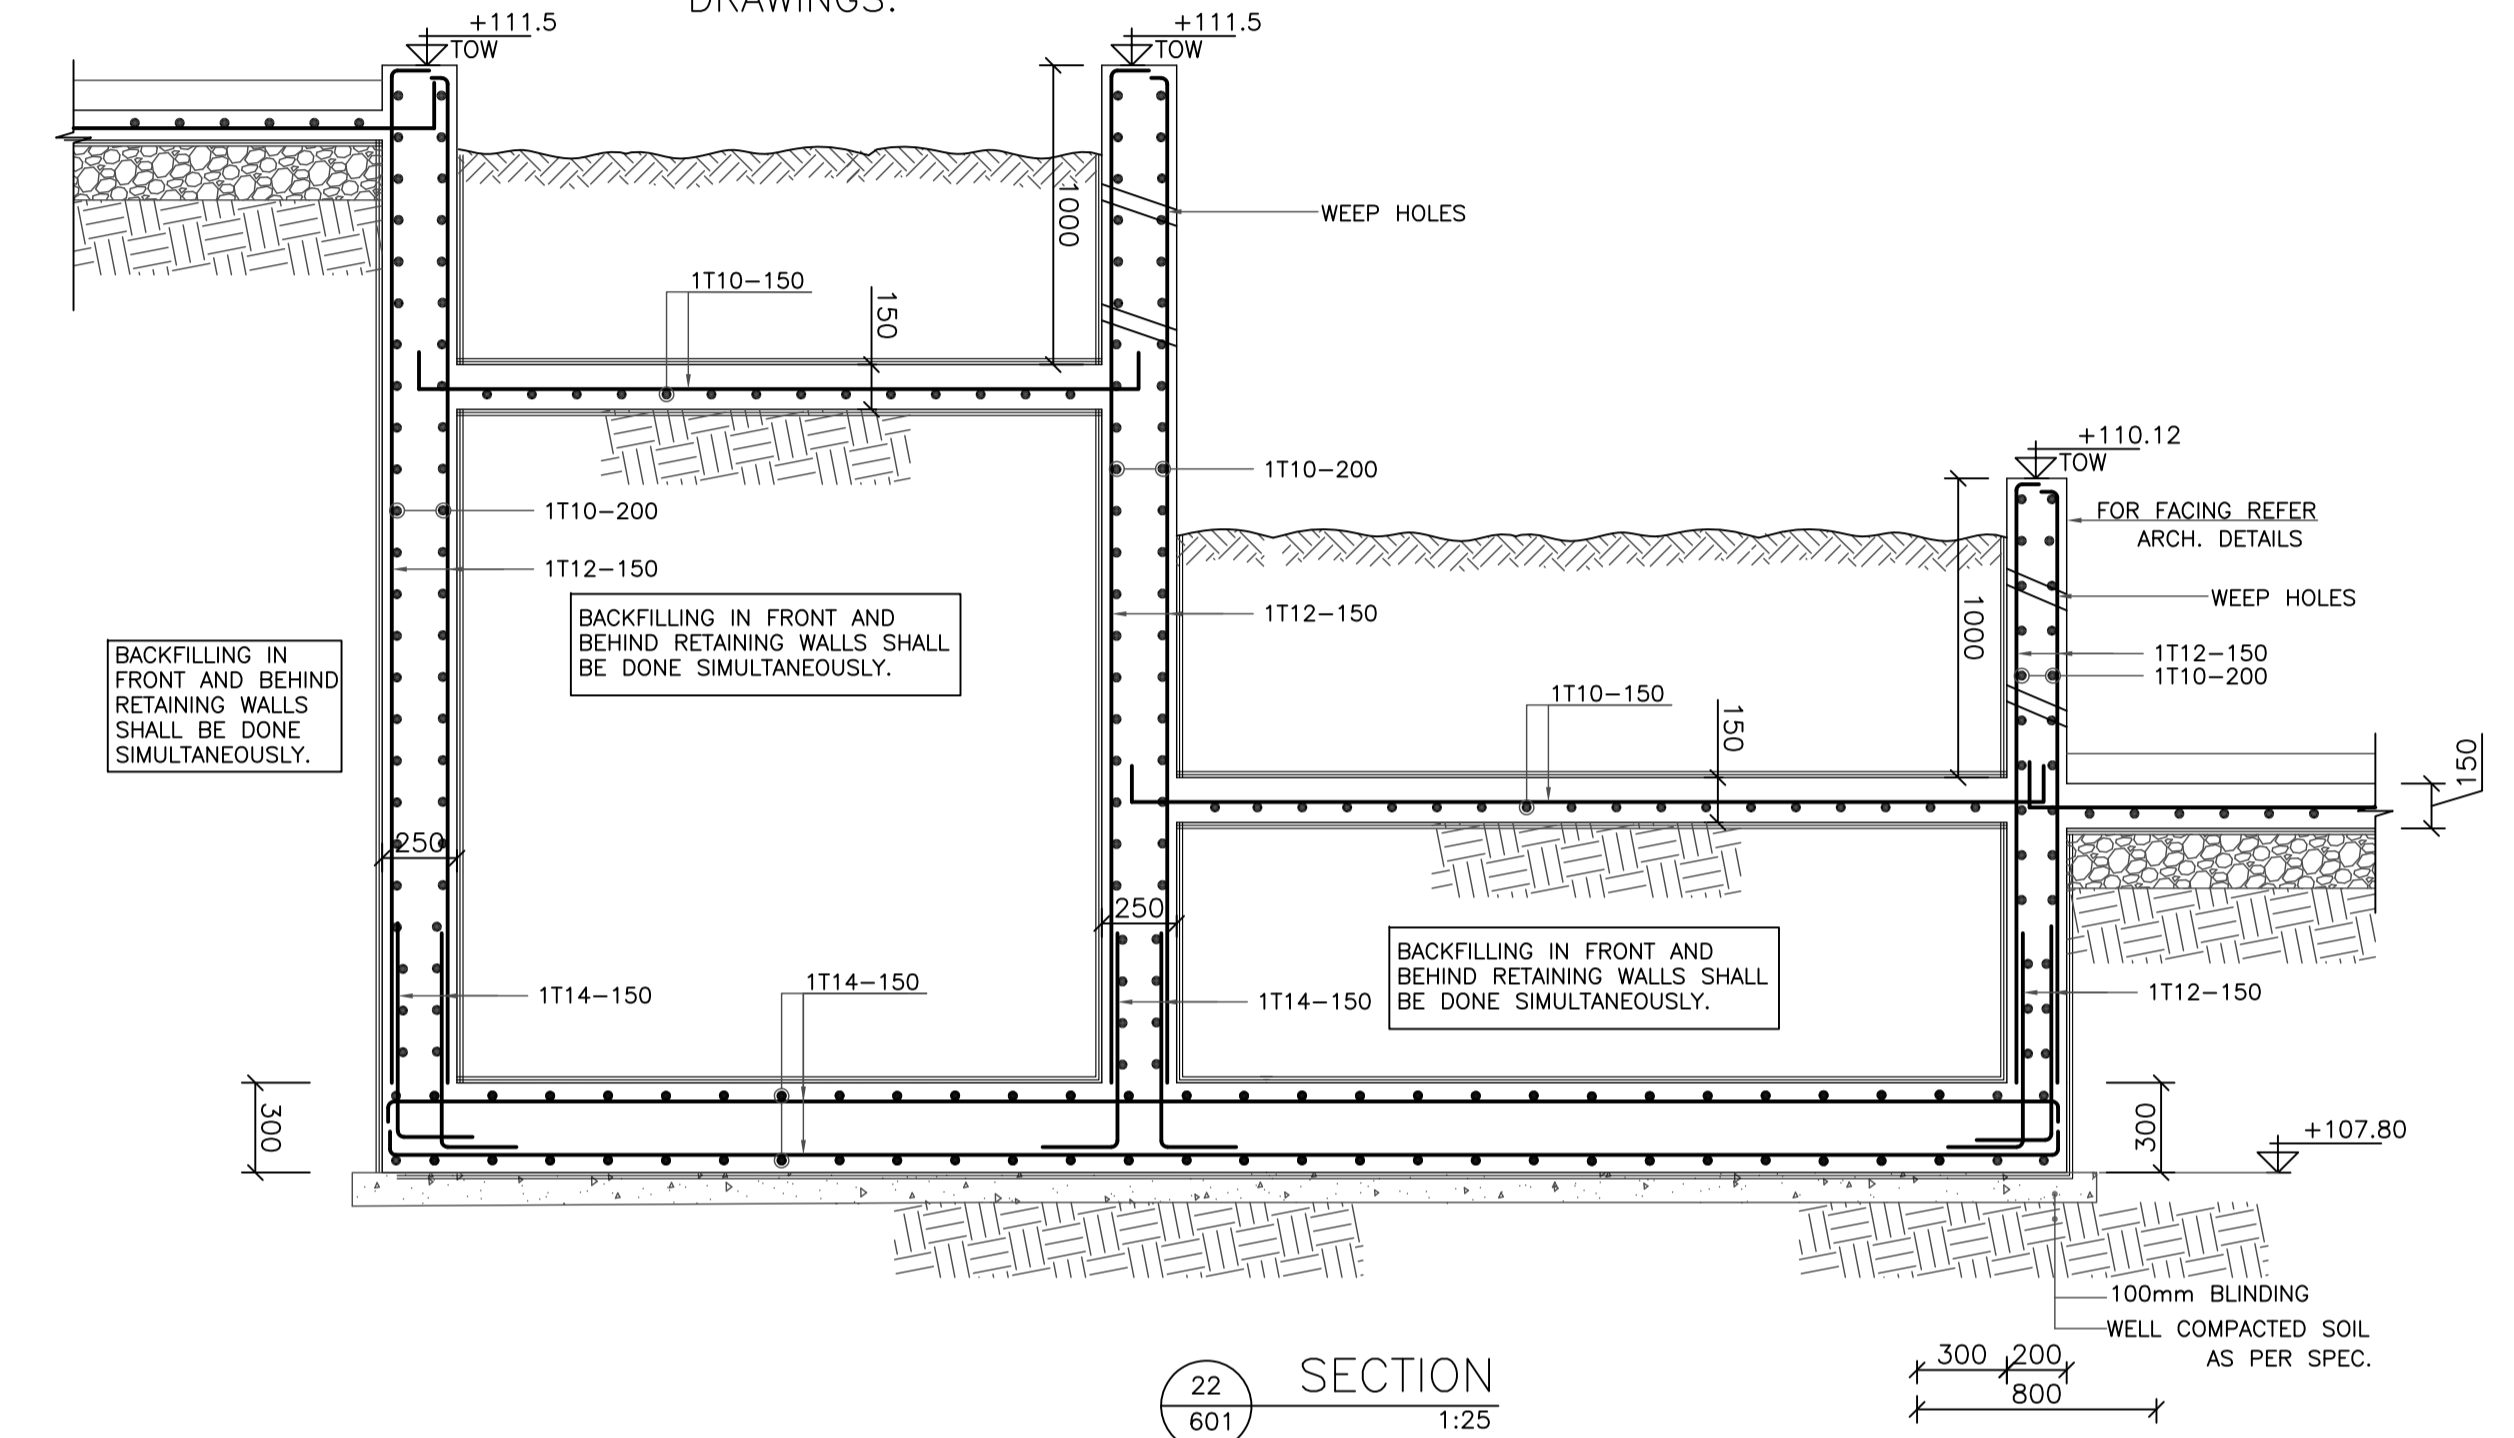 DRAWINGS.
+111.5
TOW
+111.5
TOW
1000
WEEP HOLES
1T10-150
150
+110.12
TOW
1T10-200
1T10-200
FOR FACING REFER
ARCH. DETAILS
1T12-150
1T12-150
1000
WEEP HOLES
BACKFILLING IN FRONT AND
BEHIND RETAINING WALLS SHALL
BE DONE SIMULTANEOUSLY.
BACKFILLING IN
FRONT AND BEHIND
RETAINING WALLS
SHALL BE DONE
SIMULTANEOUSLY.
1T12-150
1T10-200
1T10-150
150
150
250
250
BACKFILLING IN FRONT AND
BEHIND RETAINING WALLS SHALL
BE DONE SIMULTANEOUSLY.
1T14-150
1T14-150
1T14-150
1T12-150
300
300
+107.80
100mm BLINDING
WELL COMPACTED SOIL
AS PER SPEC.
300
200
800
22
601
SECTION
1:25